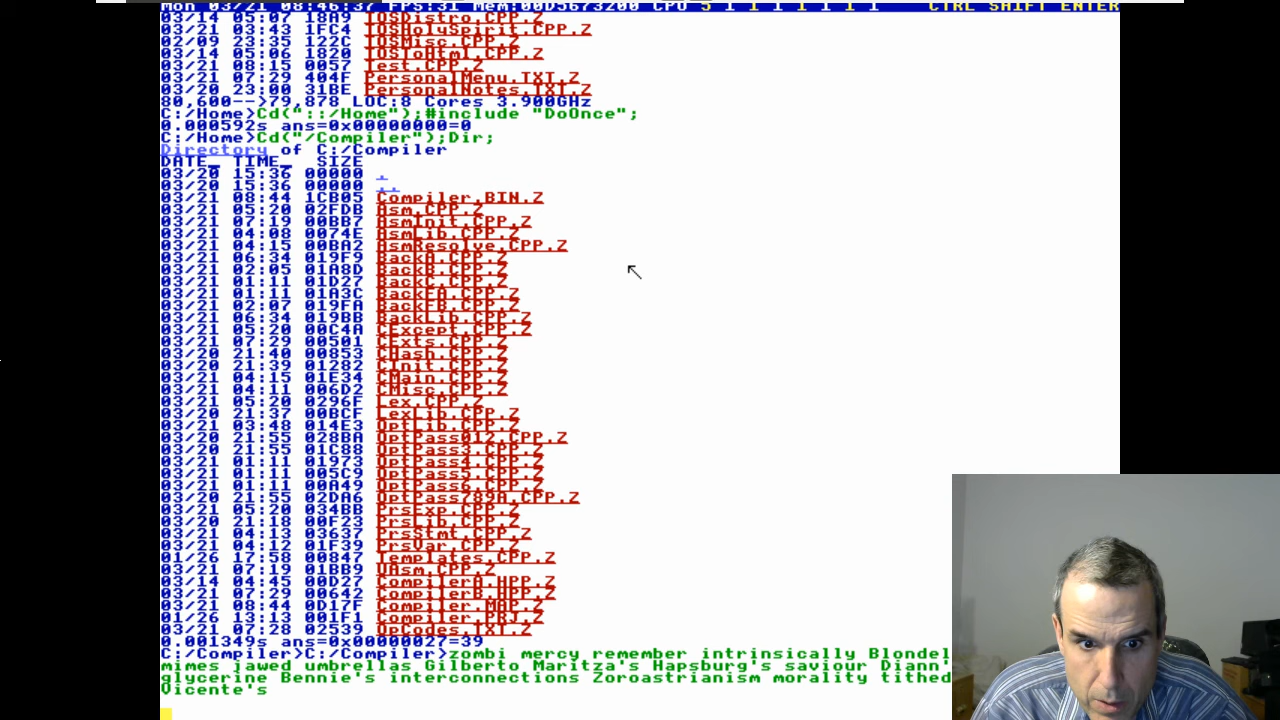 Mon 03/21 08:46:37 FPS:31 Mem:00D5673200 CPU 5 1 1 1 1 1 1 1 CTRL SHIFT ENTER
03/14 05:07 18A9 TOSDistro.CPP.Z
03/21 03:43 1FC4 TOSHolySpirit.CPP.Z
02/09 23:35 122C TOSMisc.CPP.Z
03/14 05:06 1820 TOSToHtml.CPP.Z
03/21 08:15 0057 Test.CPP.Z
03/21 07:29 404F PersonalMenu.TXT.Z
03/20 23:00 31BE PersonalNotes.TXT.Z
80,600-->79,878 LOC:8 Cores 3.900GHz
C:/Home>Cd("::/Home");#include "DoOnce";
0.000592s ans=0x00000000=0
C:/Home>Cd("/Compiler");Dir;
Directory of C:/Compiler
DATE_ TIME_ SIZE
03/20 15:36 00000 .
03/20 15:36 00000 ..
03/21 08:44 1CB05 Compiler.BIN.Z
03/21 05:20 02FDB Asm.CPP.Z
03/21 07:19 00BB7 AsmInit.CPP.Z
03/21 04:08 0074E AsmLib.CPP.Z
03/21 04:15 00BA2 AsmResolve.CPP.Z
03/21 06:34 019F9 BackA.CPP.Z
03/21 02:05 01A8D BackB.CPP.Z
03/21 01:11 01D27 BackC.CPP.Z
03/21 01:11 01A3C BackFA.CPP.Z
03/21 02:07 019FA BackFB.CPP.Z
03/21 06:34 019BB BackLib.CPP.Z
03/21 05:20 00C4A CExcept.CPP.Z
03/21 07:29 00501 CExts.CPP.Z
03/20 21:40 00853 CHash.CPP.Z
03/20 21:39 01282 CInit.CPP.Z
03/21 04:15 01E34 CMain.CPP.Z
03/21 04:11 006D2 CMisc.CPP.Z
03/21 05:20 0296F Lex.CPP.Z
03/20 21:37 00BCF LexLib.CPP.Z
03/21 03:48 014E3 OptLib.CPP.Z
03/20 21:55 028BA OptPass012.CPP.Z
03/20 21:55 01C88 OptPass3.CPP.Z
03/21 01:11 01973 OptPass4.CPP.Z
03/21 01:11 005C9 OptPass5.CPP.Z
03/21 01:11 00A49 OptPass6.CPP.Z
03/20 21:55 02DA6 OptPass789A.CPP.Z
03/21 05:20 034BB PrsExp.CPP.Z
03/20 21:18 00F23 PrsLib.CPP.Z
03/21 04:13 03637 PrsStmt.CPP.Z
03/21 04:12 01F39 PrsVar.CPP.Z
01/26 17:58 00847 Templates.CPP.Z
03/21 07:19 01BB9 UAsm.CPP.Z
03/14 04:45 00D27 CompilerA.HPP.Z
03/21 07:29 00642 CompilerB.HPP.Z
03/21 08:44 0D17F Compiler.MAP.Z
01/26 13:13 001F1 Compiler.PRJ.Z
03/21 07:28 02539 OpCodes.TXT.Z
0.001349s ans=0x00000027=39
C:/Compiler>C:/Compiler>zombi mercy remember intrinsically Blondel
mimes jawed umbrellas Gilberto Maritza's Hapsburg's saviour Diann'
glycerine Bennie's interconnections Zoroastrianism morality tithed
Vicente's